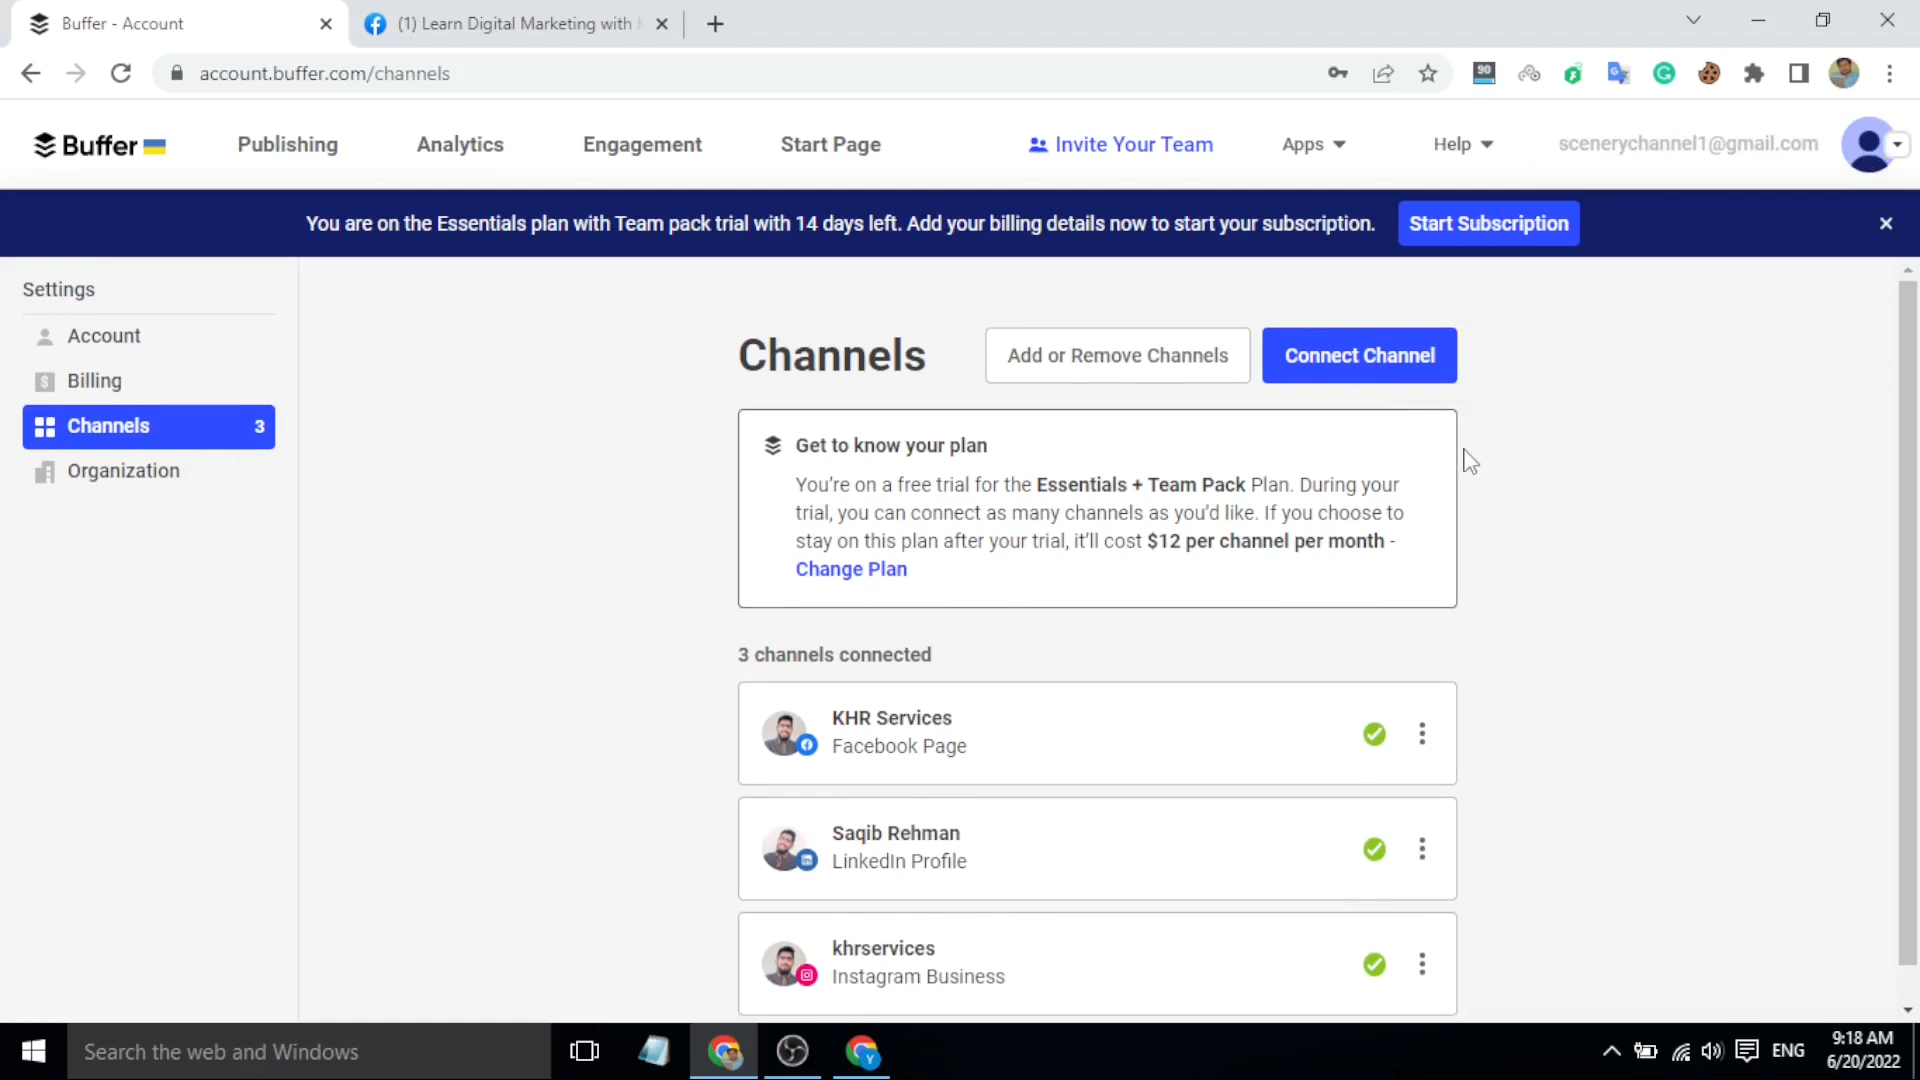 Buffer - Account
(1) Learn Digital Marketing with
account.buffer.com/channels
90
Buffer
Publishing
Analytics
Engagement
Start Page
Invite Your Team
Apps
Help
scenerychannel1@gmail.com
You are on the Essentials plan with Team pack trial with 14 days left. Add your billing details now to start your subscription.
Start Subscription
Settings
Account
Billing
Channels 3
Organization
Channels
Add or Remove Channels
Connect Channel
Get to know your plan
You're on a free trial for the Essentials + Team Pack Plan. During your
trial, you can connect as many channels as you'd like. If you choose to
stay on this plan after your trial, it'll cost $12 per channel per month -
Change Plan
3 channels connected
KHR Services
Facebook Page
Saqib Rehman
LinkedIn Profile
khrservices
Instagram Business
Search the web and Windows
ENG
9:18 AM
6/20/2022